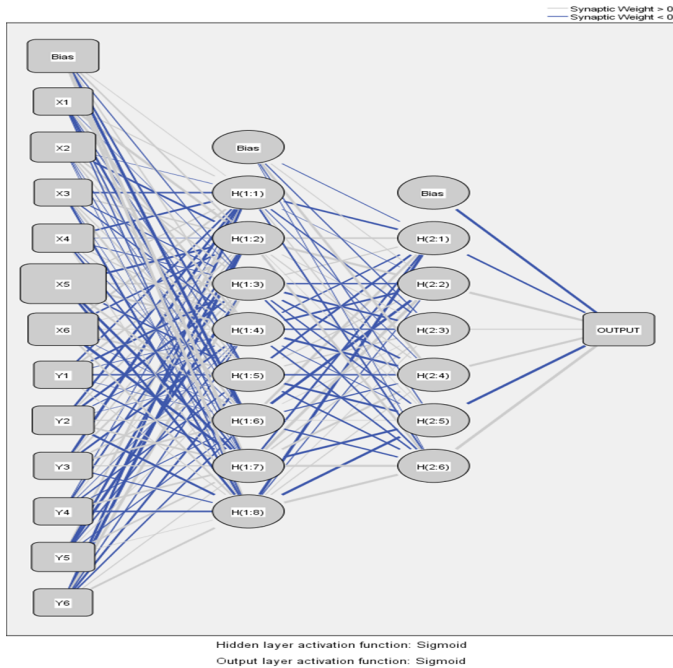 Synaptic Weight > 0
Synaptic Weight < 0
Bias
X1
X2
X3
X4
X5
X6
Y1
Y2
Y3
Y4
Y5
Y6
Bias
H(1:1)
H(1:2)
H(1:3)
H(1:4)
H(1:5)
H(1:6)
H(1:7)
H(1:8)
Bias
H(2:1)
H(2:2)
H(2:3)
H(2:4)
H(2:5)
H(2:6)
OUTPUT
Hidden layer activation function: Sigmoid
Output layer activation function: Sigmoid